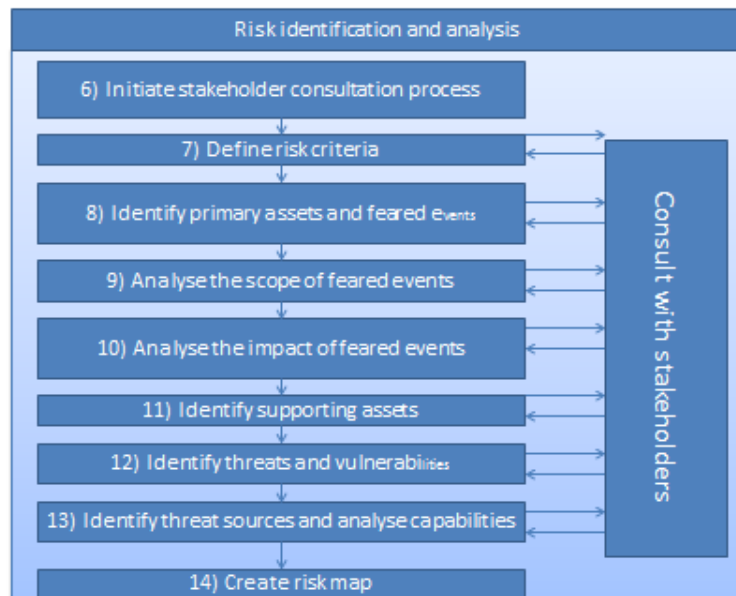 Risk identification and analysis
6) Initiate stakeholder consultation process
7) Define risk criteria
8) Identify primary assets and feared events
9) Analyse the scope of feared events
10) Analyse the impact of feared events
11) Identify supporting assets
12) Identify threats and vulnerabilities
13) Identify threat sources and analyse capabilities
14) Create risk map
Consult with stakeholders